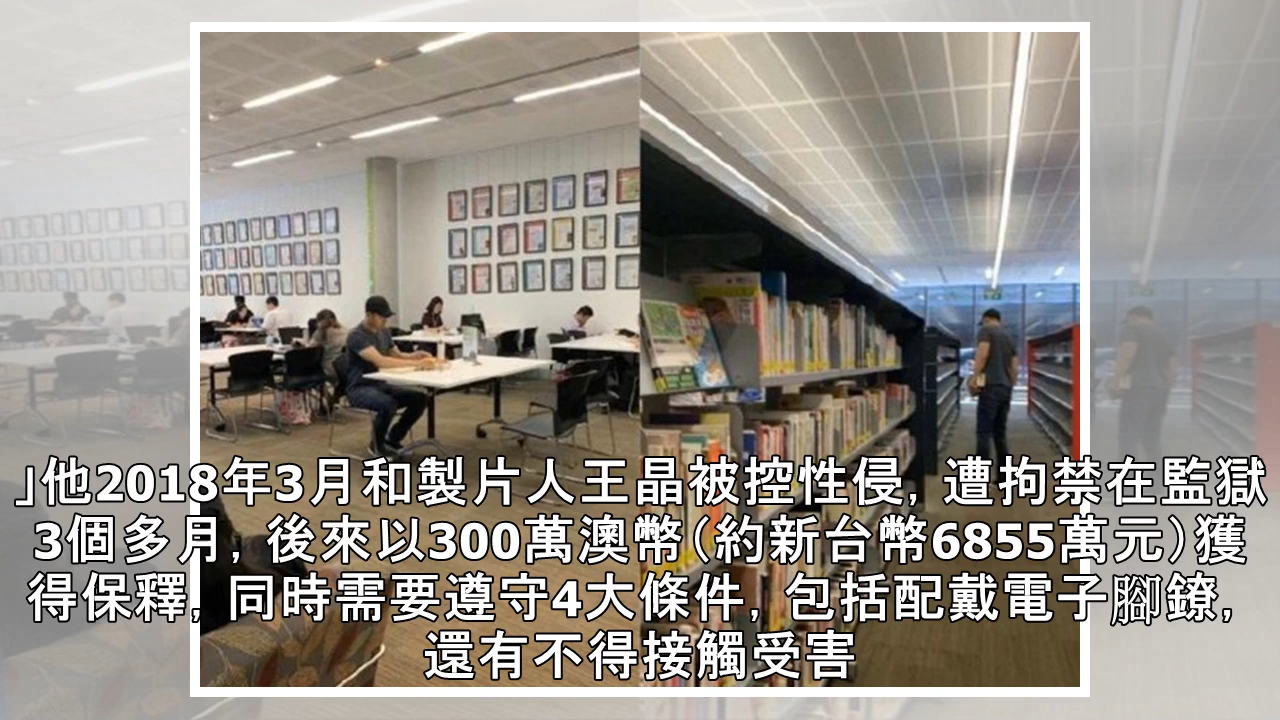 」他2018年3月和製片人王晶被控性侵, 遭拘禁在監獄
3個多月, 後來以300萬澳幣(約新台幣6855萬元)獲
得保釋, 同時需要遵守4大條件, 包括配戴電子腳鐐,
還有不得接觸受害